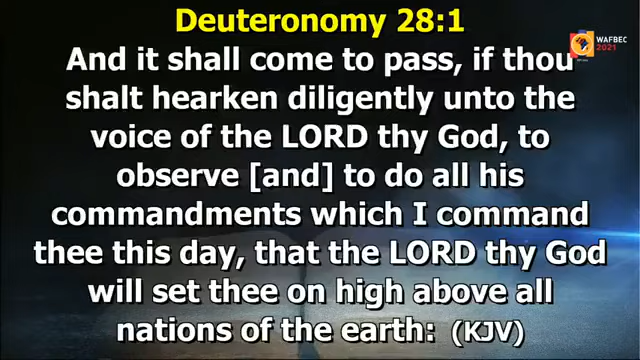 Deuteronomy 28:1
And it shall come to pass, if thou
shalt hearken diligently unto the
voice of the LORD thy God, to
observe [and] to do all his
commandments which I command
thee this day, that the LORD thy God
will set thee on high above all
nations of the earth: (KJV)
WAFBEC
2021